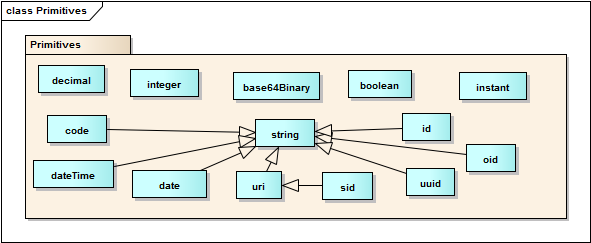 class Primitives
Primitives
decimal
integer
base64Binary
boolean
instant
code
string
id
dateTime
date
uri
sid
uuid
oid